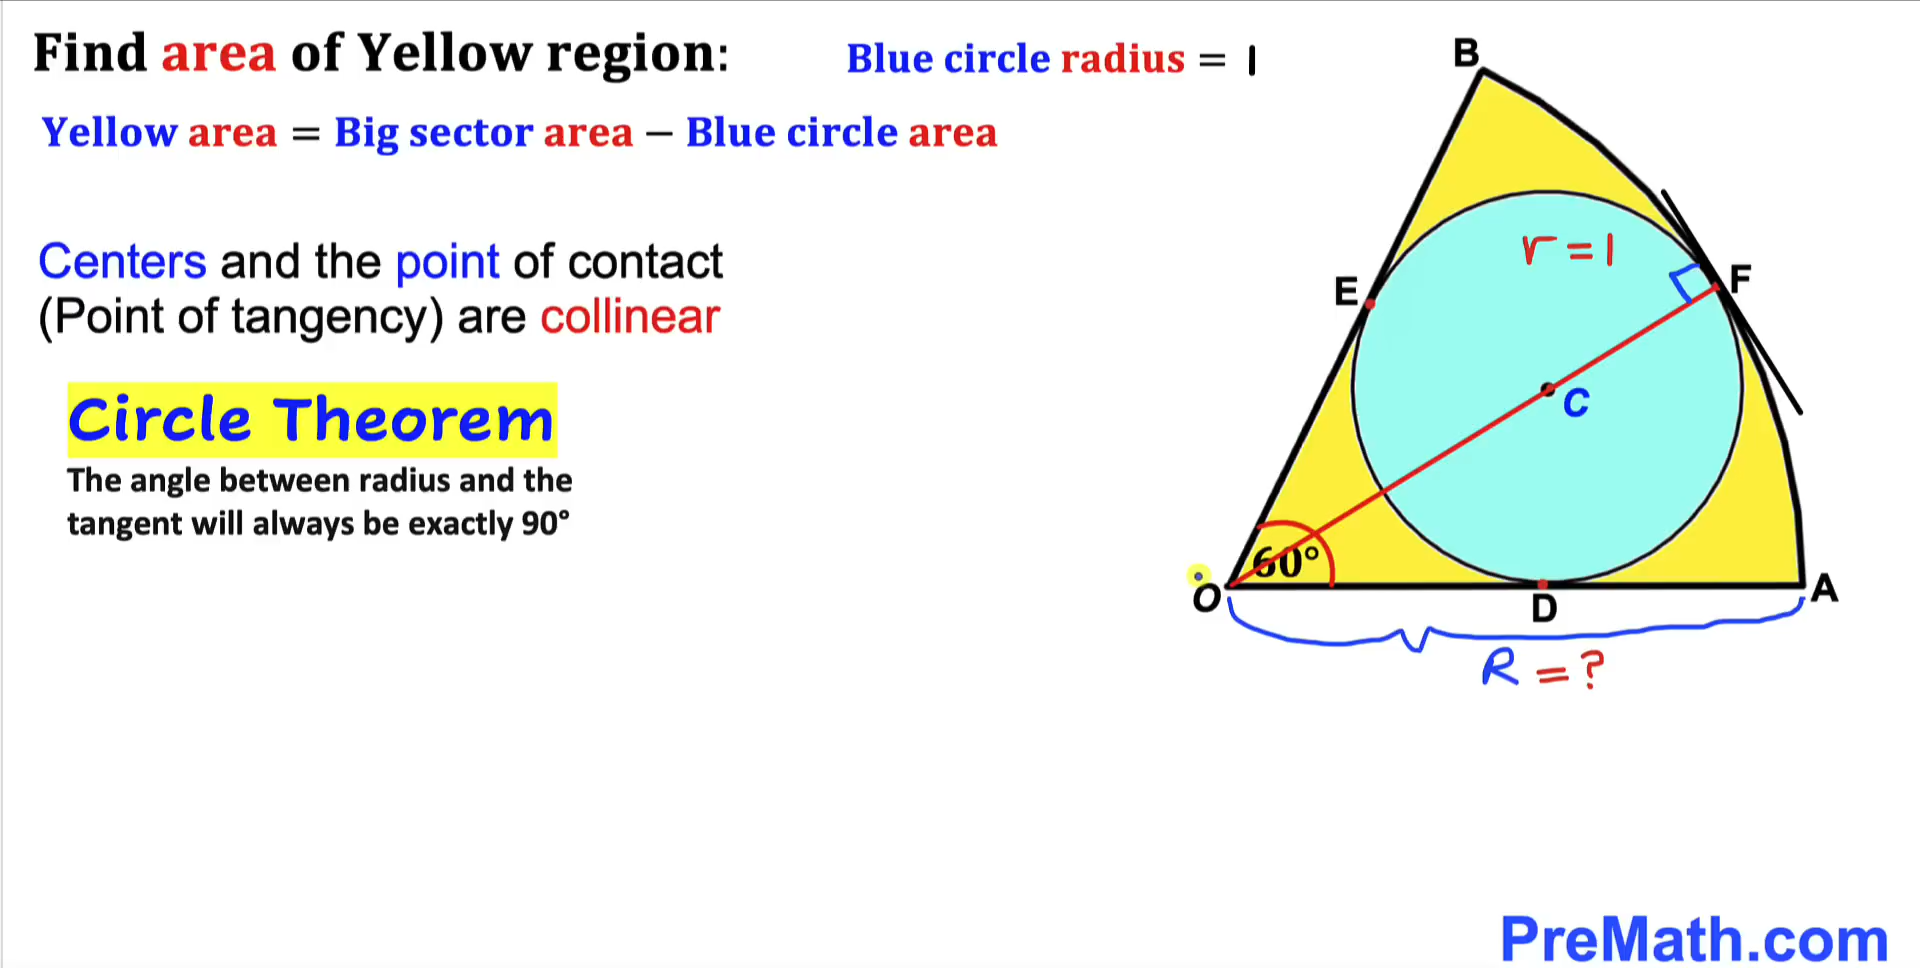 Find area of Yellow region:
Blue circle radius = 1
Yellow area = Big sector area − Blue circle area
Centers and the point of contact
(Point of tangency) are collinear
Circle Theorem
The angle between radius and the
tangent will always be exactly 90°
B
r = 1
E
F
C
60°
O
D
A
R = ?
PreMath.com